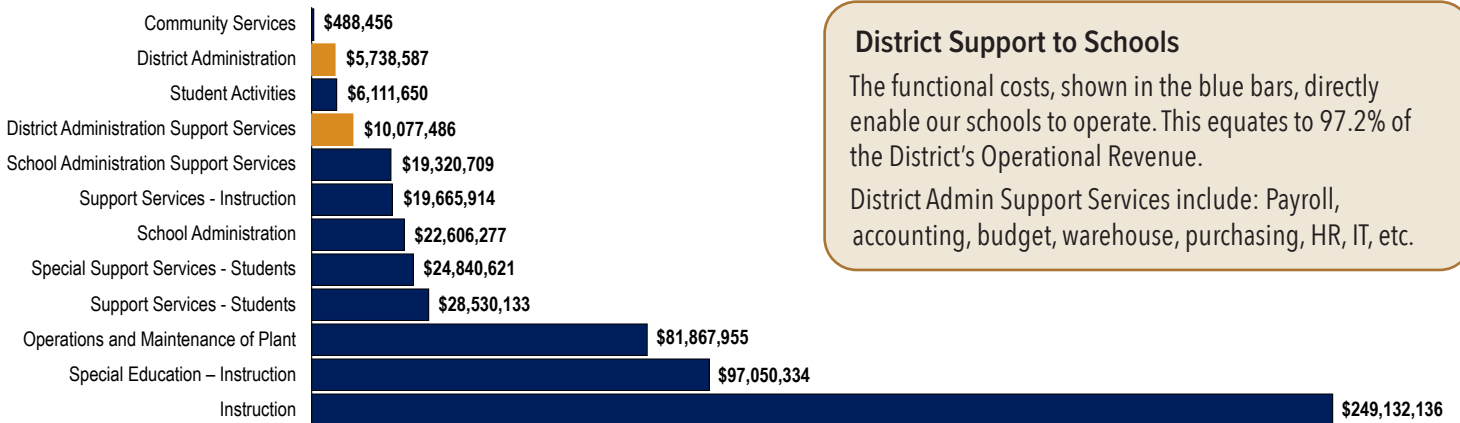 Community Services $488,456
District Administration $5,738,587
Student Activities $6,111,650
District Administration Support Services $10,077,486
School Administration Support Services $19,320,709
Support Services - Instruction $19,665,914
School Administration $22,606,277
Special Support Services - Students $24,840,621
Support Services - Students $28,530,133
Operations and Maintenance of Plant $81,867,955
Special Education – Instruction $97,050,334
Instruction $249,132,136
District Support to Schools
The functional costs, shown in the blue bars, directly
enable our schools to operate. This equates to 97.2% of
the District's Operational Revenue.
District Admin Support Services include: Payroll,
accounting, budget, warehouse, purchasing, HR, IT, etc.